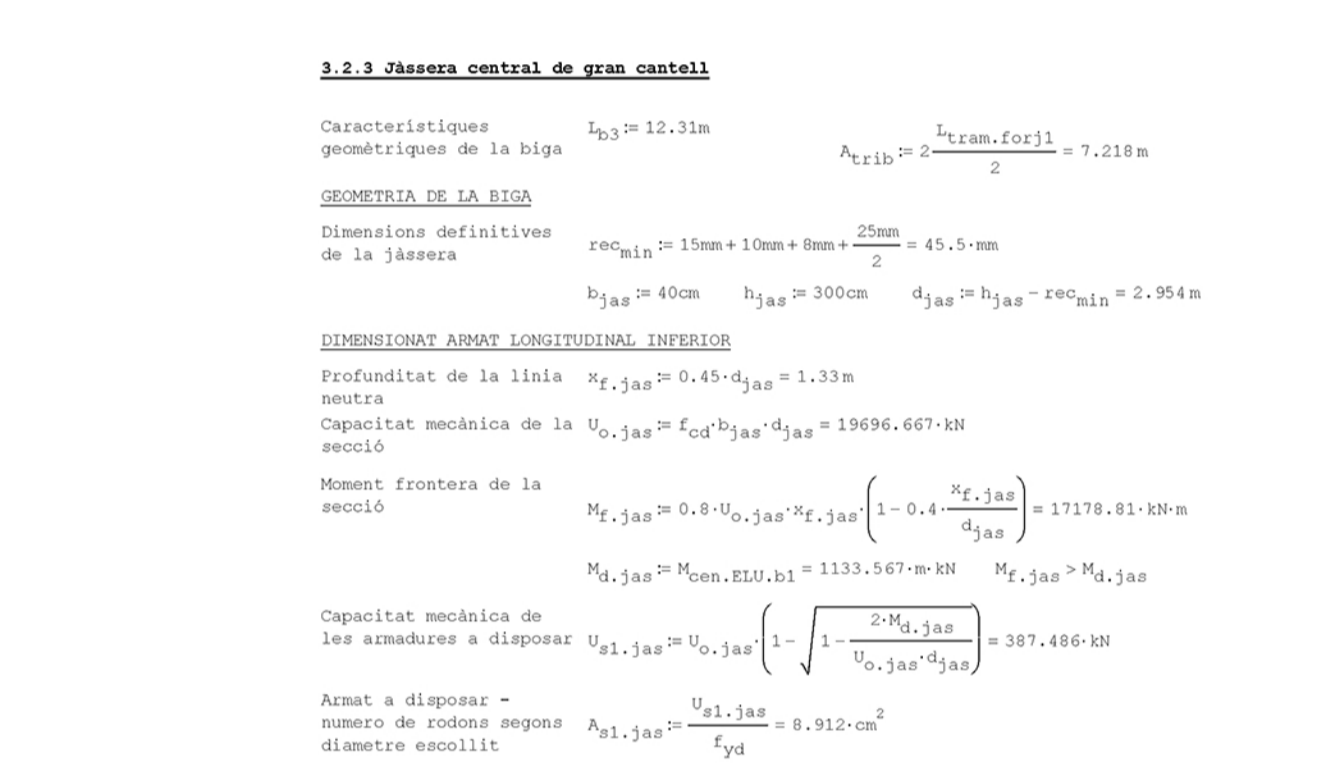 3.2.3 Jàssera central de gran cantell
Característiques
geomètriques de la biga
L_b3 := 12.31m
A_trib := 2 L_tram.forj1 / 2 = 7.218 m
GEOMETRIA DE LA BIGA
Dimensions definitives
de la jàssera
rec_min := 15mm + 10mm + 8mm + 25mm / 2 = 45.5·mm
b_jas := 40cm h_jas := 300cm d_jas := h_jas − rec_min = 2.954 m
DIMENSIONAT ARMAT LONGITUDINAL INFERIOR
Profunditat de la linia
neutra
x_f.jas := 0.45·d_jas = 1.33 m
Capacitat mecànica de la
secció
U_o.jas := f_cd·b_jas·d_jas = 19696.667·kN
Moment frontera de la
secció
M_f.jas := 0.8·U_o.jas·x_f.jas·(1 − 0.4·x_f.jas / d_jas) = 17178.81·kN·m
M_d.jas := M_cen.ELU.b1 = 1133.567·m·kN M_f.jas > M_d.jas
Capacitat mecànica de
les armadures a disposar
U_s1.jas := U_o.jas·(1 − √(1 − 2·M_d.jas / U_o.jas·d_jas)) = 387.486·kN
Armat a disposar -
numero de rodons segons
diametre escollit
A_s1.jas := U_s1.jas / f_yd = 8.912·cm²